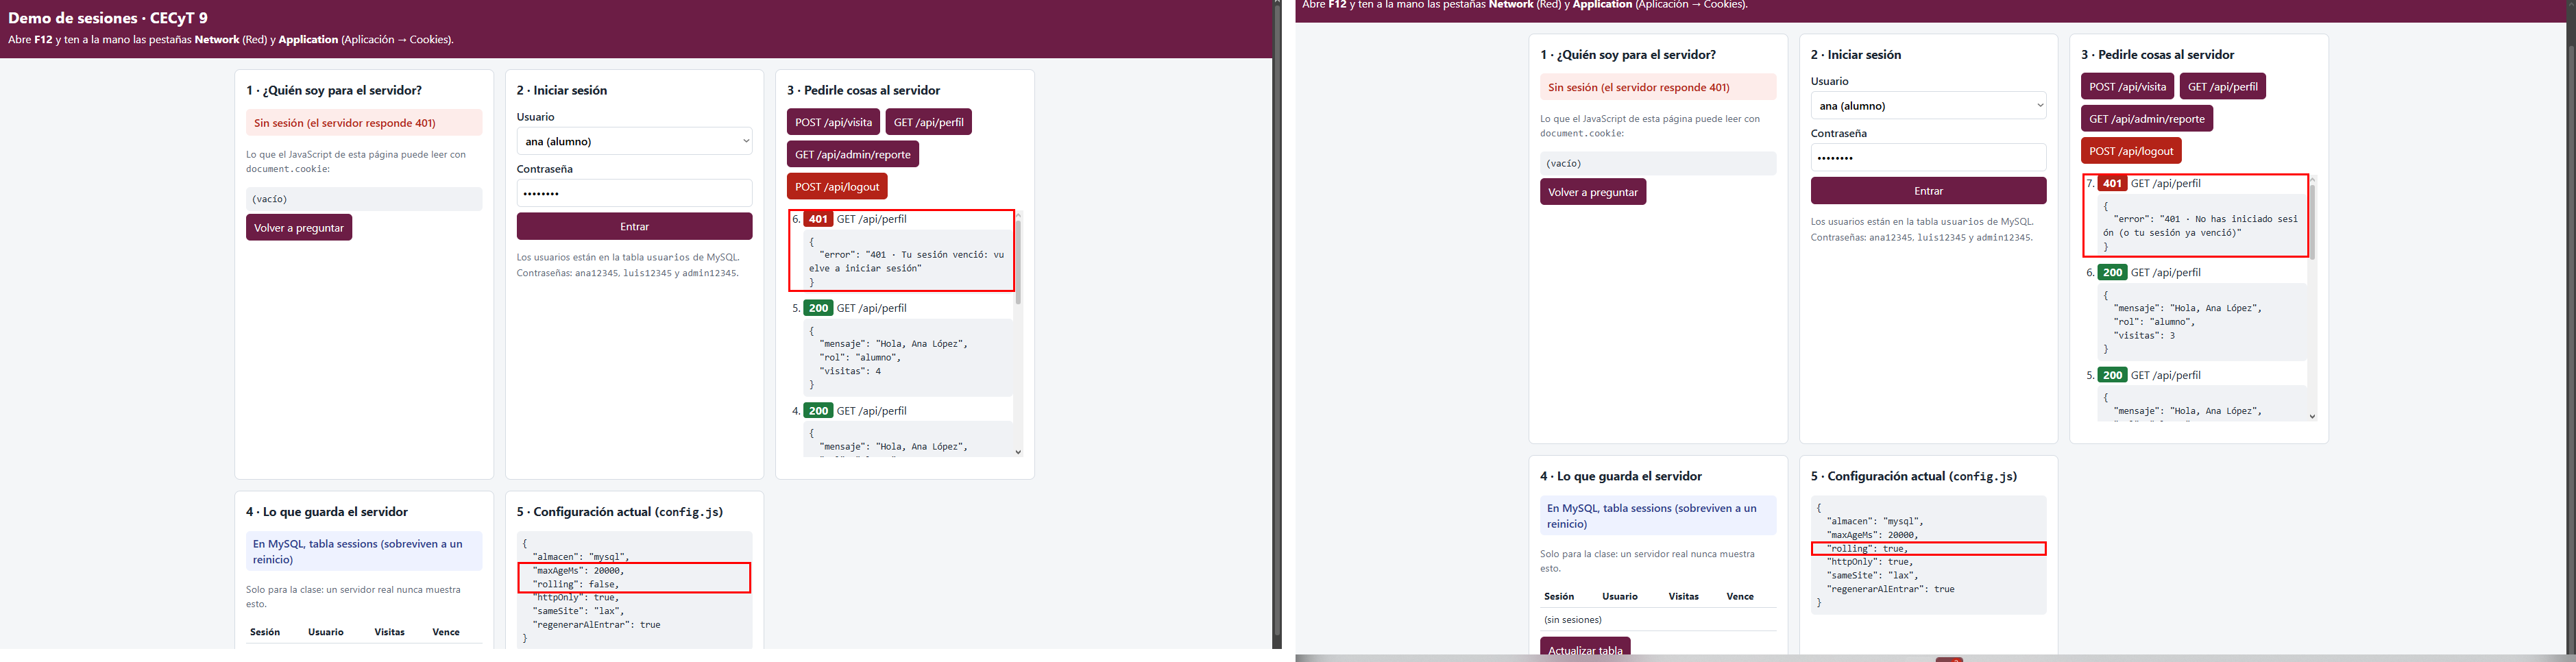 Demo de sesiones · CECyT 9
Abre F12 y ten a la mano las pestañas Network (Red) y Application (Aplicación → Cookies).
1 · ¿Quién soy para el servidor?
Sin sesión (el servidor responde 401)
Lo que el JavaScript de esta página puede leer con
document.cookie:
(vacío)
Volver a preguntar
2 · Iniciar sesión
Usuario
ana (alumno)
Contraseña
••••••••
Entrar
Los usuarios están en la tabla usuarios de MySQL.
Contraseñas: ana12345, luis12345 y admin12345.
3 · Pedirle cosas al servidor
POST /api/visita GET /api/perfil
GET /api/admin/reporte
POST /api/logout
6. 401 GET /api/perfil
{
"error": "401 · Tu sesión venció: vu
elve a iniciar sesión"
}
5. 200 GET /api/perfil
{
"mensaje": "Hola, Ana López",
"rol": "alumno",
"visitas": 4
}
4. 200 GET /api/perfil
{
"mensaje": "Hola, Ana López",
4 · Lo que guarda el servidor
En MySQL, tabla sessions (sobreviven a un
reinicio)
Solo para la clase: un servidor real nunca muestra
esto.
Sesión Usuario Visitas Vence
5 · Configuración actual (config.js)
{
"almacen": "mysql",
"maxAgeMs": 20000,
"rolling": false,
"httpOnly": true,
"sameSite": "lax",
"regenerarAlEntrar": true
}
Abre F12 y ten a la mano las pestañas Network (Red) y Application (Aplicación → Cookies).
1 · ¿Quién soy para el servidor?
Sin sesión (el servidor responde 401)
Lo que el JavaScript de esta página puede leer con
document.cookie:
(vacío)
Volver a preguntar
2 · Iniciar sesión
Usuario
ana (alumno)
Contraseña
••••••••
Entrar
Los usuarios están en la tabla usuarios de MySQL.
Contraseñas: ana12345, luis12345 y admin12345.
3 · Pedirle cosas al servidor
POST /api/visita GET /api/perfil
GET /api/admin/reporte
POST /api/logout
7. 401 GET /api/perfil
{
"error": "401 · No has iniciado sesi
ón (o tu sesión ya venció)"
}
6. 200 GET /api/perfil
{
"mensaje": "Hola, Ana López",
"rol": "alumno",
"visitas": 3
}
5. 200 GET /api/perfil
{
"mensaje": "Hola, Ana López",
4 · Lo que guarda el servidor
En MySQL, tabla sessions (sobreviven a un
reinicio)
Solo para la clase: un servidor real nunca muestra
esto.
Sesión Usuario Visitas Vence
(sin sesiones)
Actualizar tabla
5 · Configuración actual (config.js)
{
"almacen": "mysql",
"maxAgeMs": 20000,
"rolling": true,
"httpOnly": true,
"sameSite": "lax",
"regenerarAlEntrar": true
}